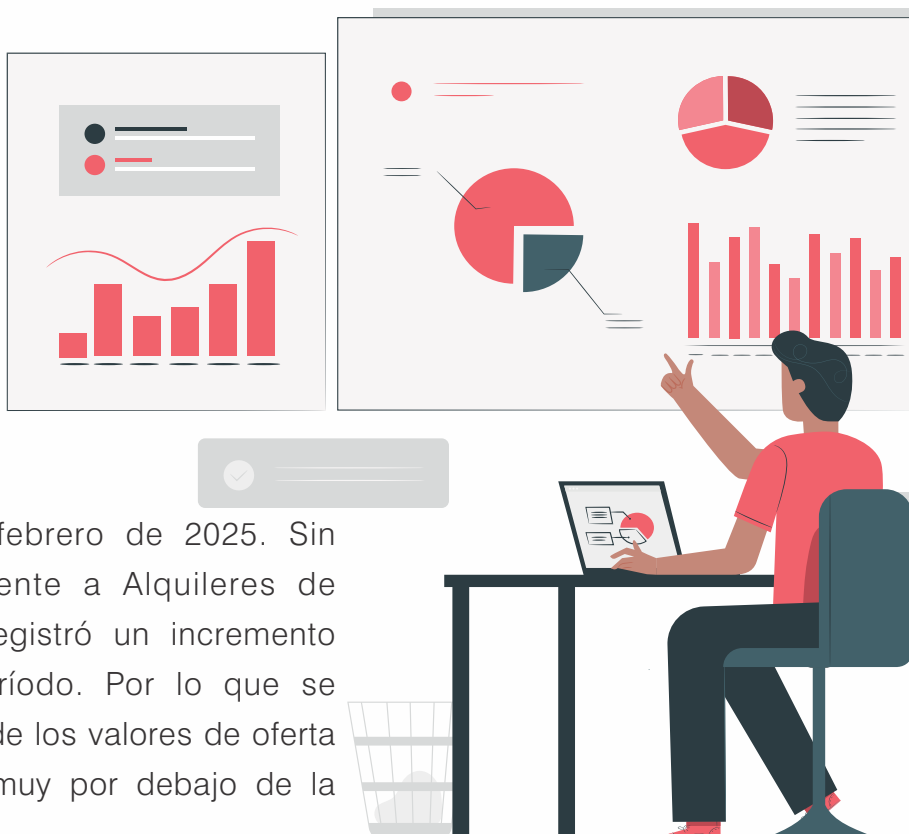 febrero de 2025. Sin
ente a Alquileres de
egistró un incremento
ríodo. Por lo que se
de los valores de oferta
muy por debajo de la